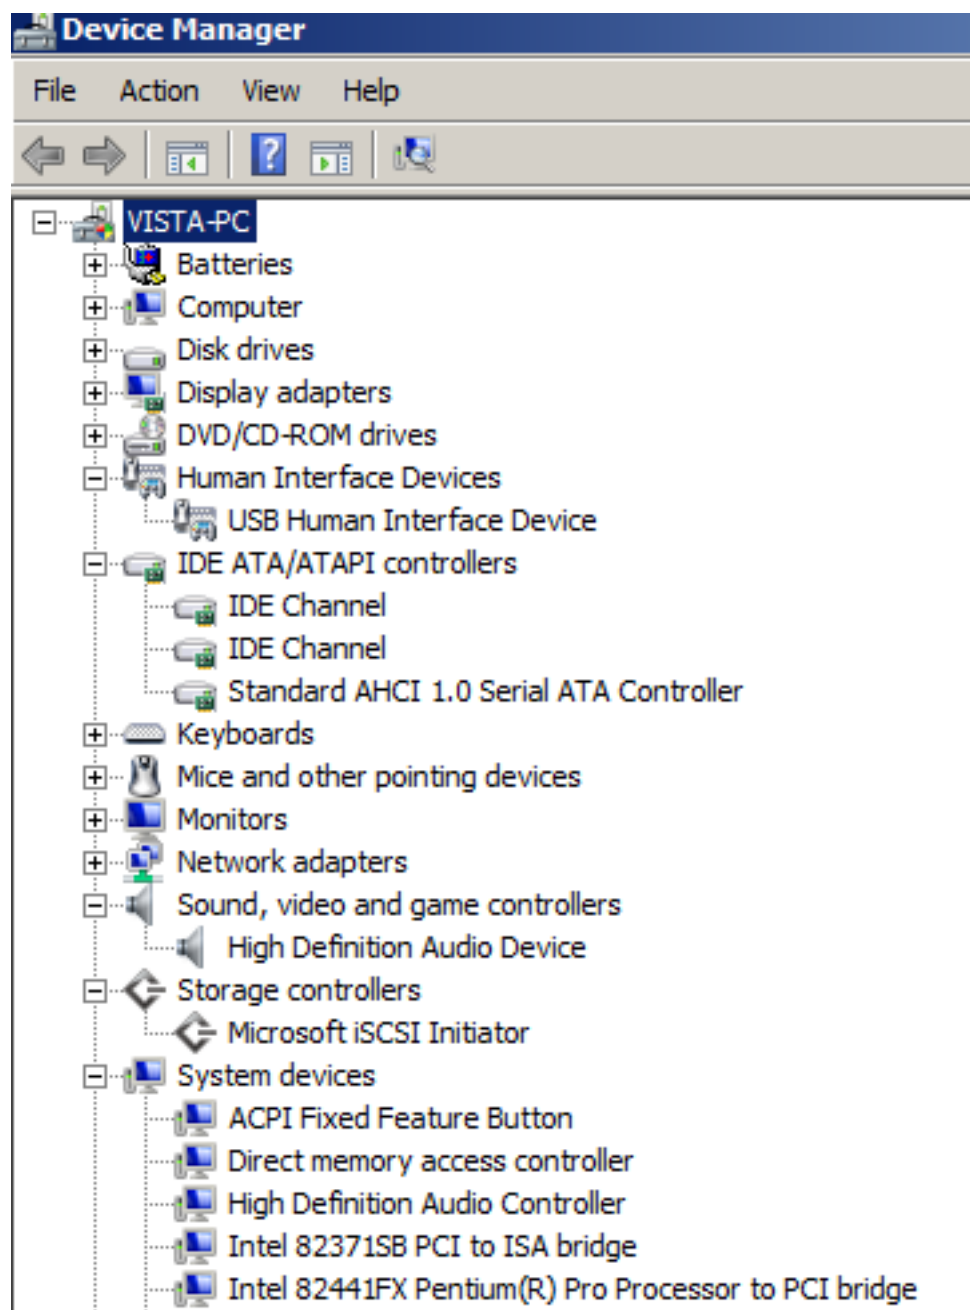 Device Manager
File Action View Help
VISTA-PC
Batteries
Computer
Disk drives
Display adapters
DVD/CD-ROM drives
Human Interface Devices
USB Human Interface Device
IDE ATA/ATAPI controllers
IDE Channel
IDE Channel
Standard AHCI 1.0 Serial ATA Controller
Keyboards
Mice and other pointing devices
Monitors
Network adapters
Sound, video and game controllers
High Definition Audio Device
Storage controllers
Microsoft iSCSI Initiator
System devices
ACPI Fixed Feature Button
Direct memory access controller
High Definition Audio Controller
Intel 82371SB PCI to ISA bridge
Intel 82441FX Pentium(R) Pro Processor to PCI bridge